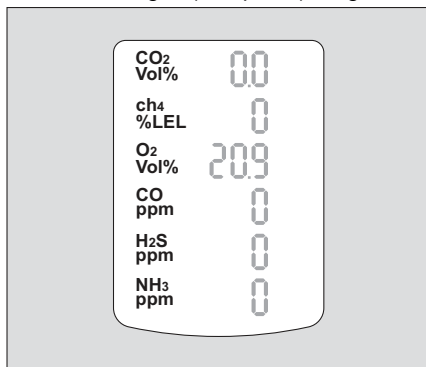 CO2
Vol% 0.0
ch4
%LEL 0
O2
Vol% 20.9
CO
ppm 0
H2S
ppm 0
NH3
ppm 0